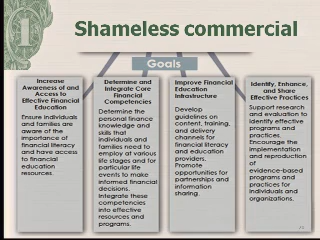 Shameless commercial
Goals
Increase
Awareness of and
Access to
Effective Financial
Education
Ensure individuals
and families are
aware of the
importance of
financial literacy
and have access
to financial
education
resources.
Determine and
Integrate Core
Financial
Competencies
Determine the
personal finance
knowledge and
skills that
individuals and
families need to
employ at various
life stages and for
particular life
events to make
informed financial
decisions.
Integrate these
competencies
into effective
resources and
programs.
Improve Financial
Education
Infrastructure
Develop
guidelines on
content, training,
and delivery
channels for
financial literacy
and education
providers.
Promote
opportunities for
partnerships and
information
sharing.
Identify, Enhance,
and Share
Effective Practices
Support research
and evaluation to
identify effective
programs and
practices.
Encourage the
implementation
and reproduction
of
evidence-based
programs and
practices for
individuals and
organizations.